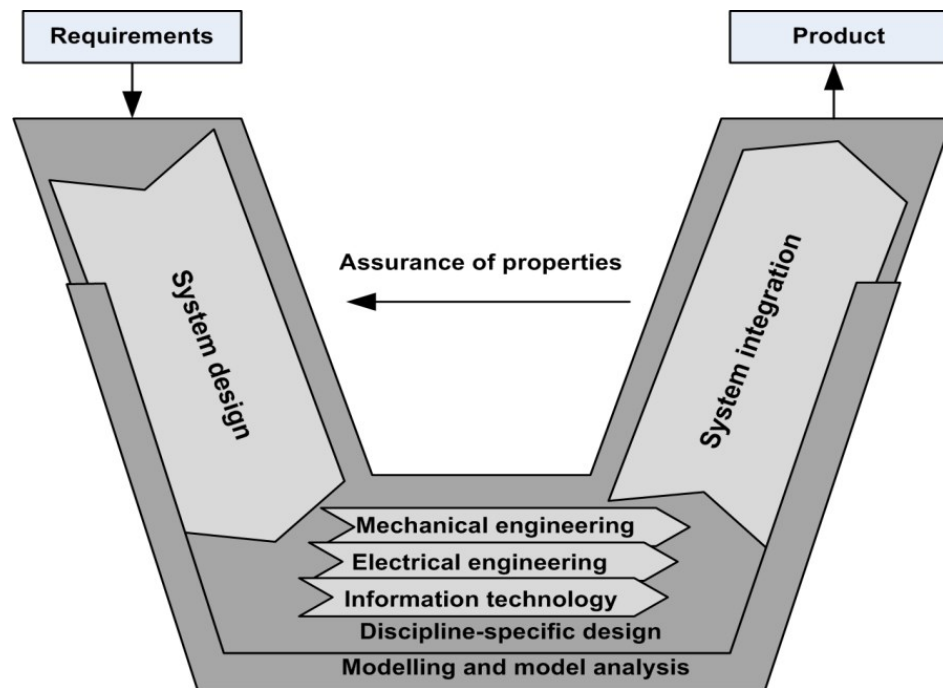 Requirements
Product
Assurance of properties
System design
System integration
Mechanical engineering
Electrical engineering
Information technology
Discipline-specific design
Modelling and model analysis